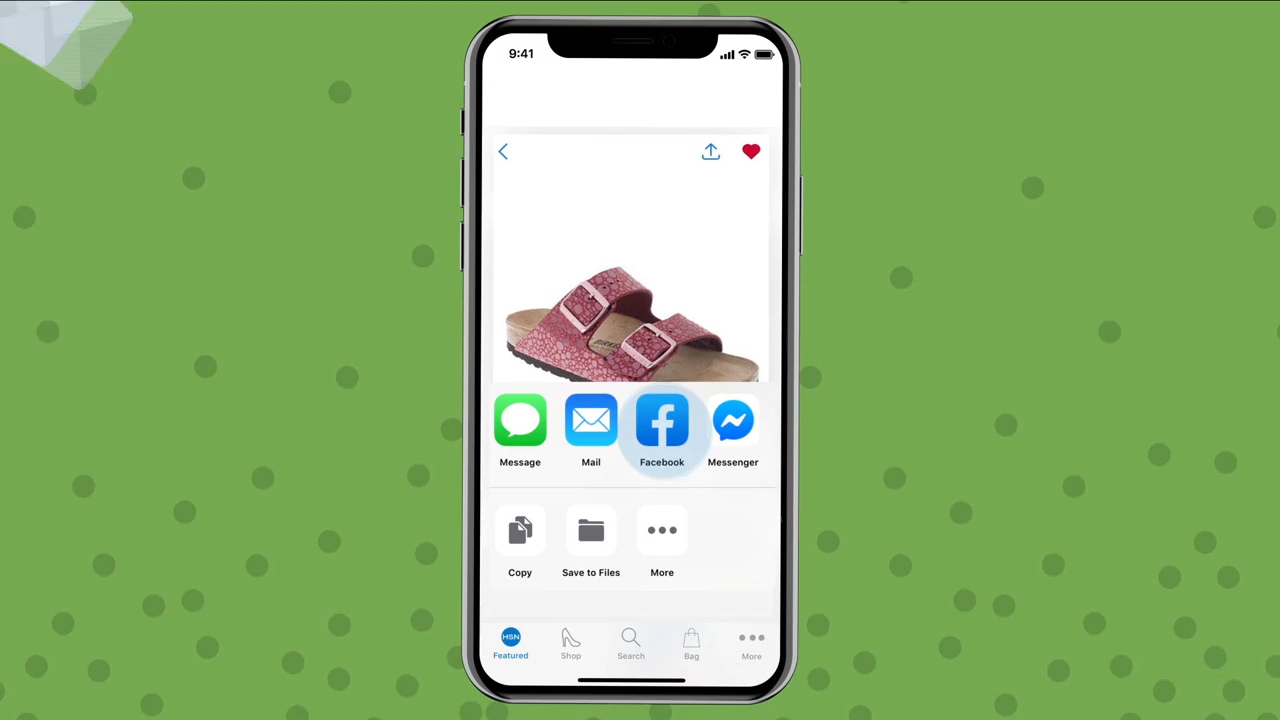 9:41
Message Mail Facebook Messenger
Copy Save to Files More
HSN
Featured Shop Search Bag More